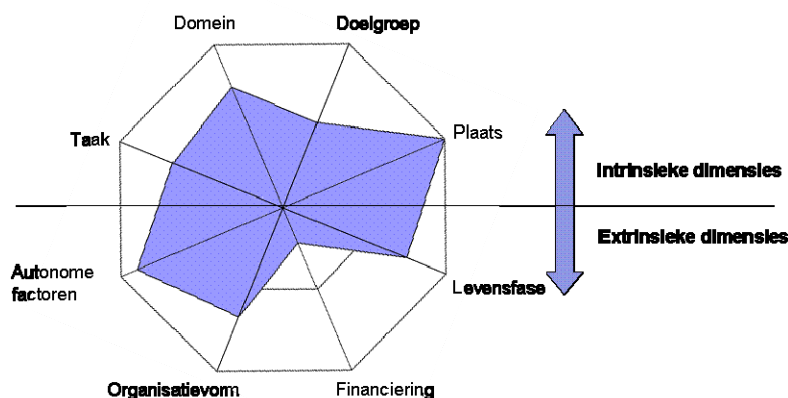 Domein
Doelgroep
Taak
Plaats
Intrinsieke dimensies
Extrinsieke dimensies
Autonome
factoren
Levensfase
Organisatievorm
Financiering